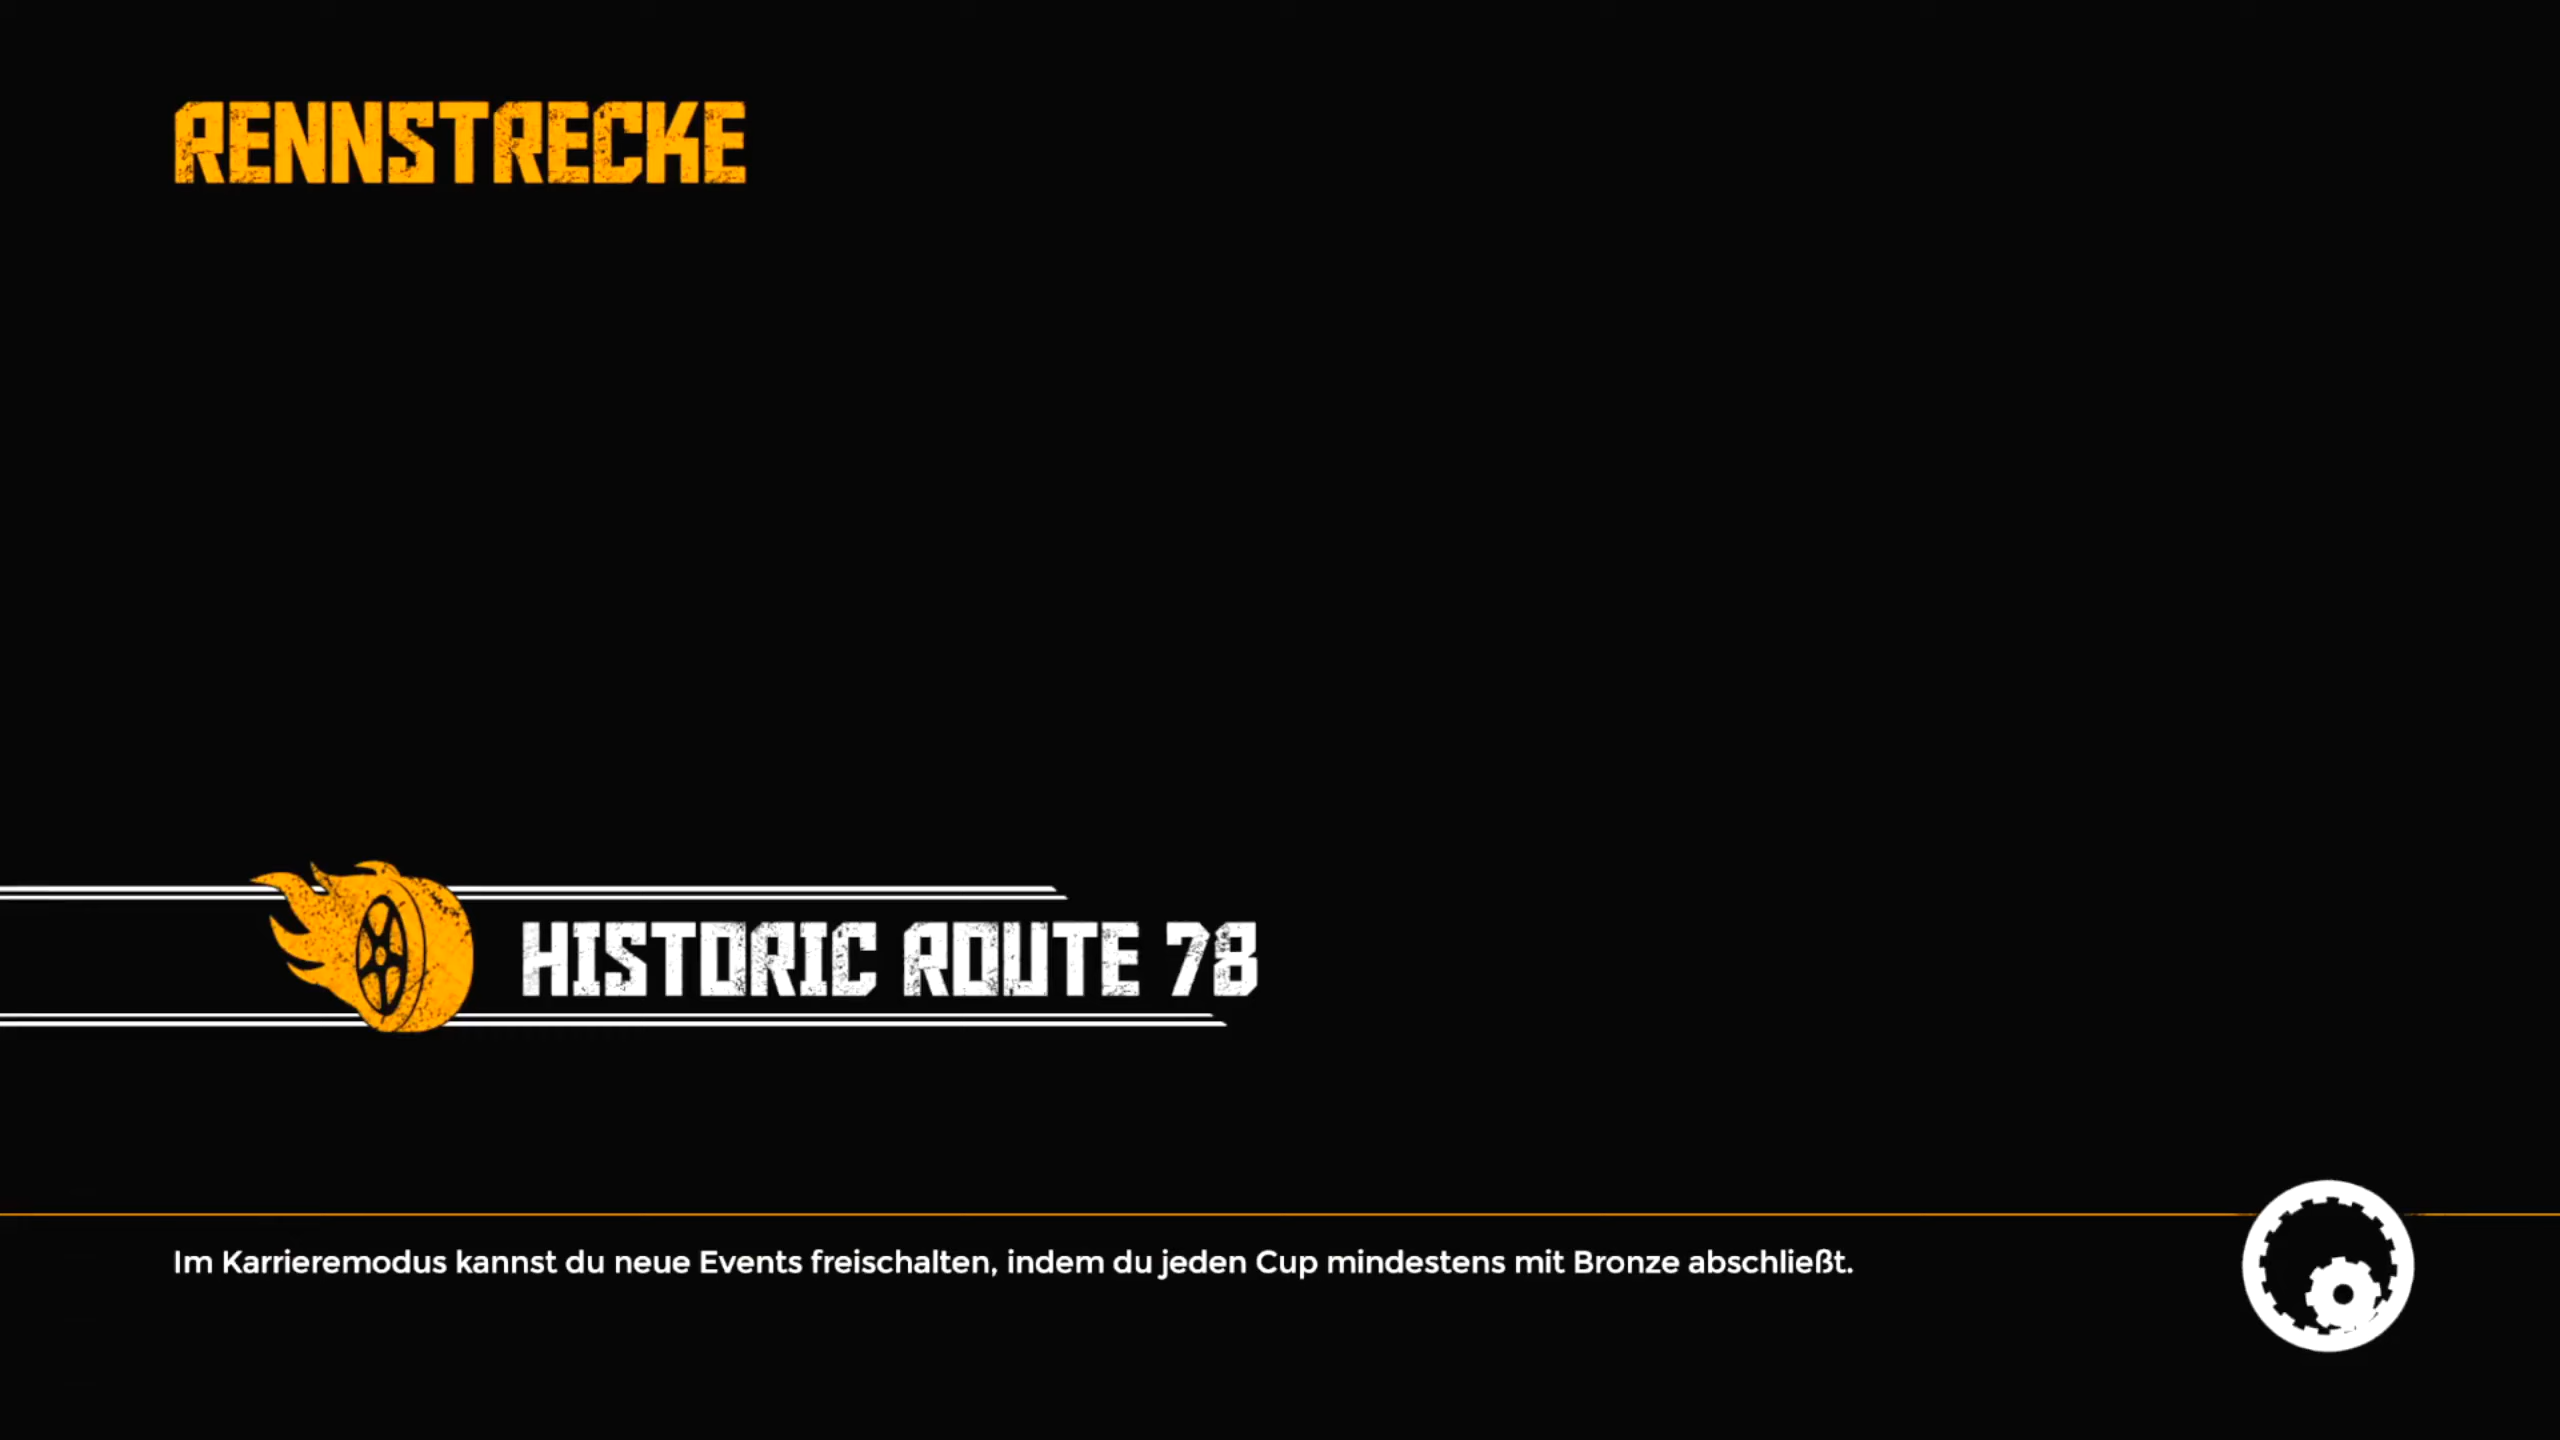 RENNSTRECKE
HISTORIC ROUTE 78
Im Karrieremodus kannst du neue Events freischalten, indem du jeden Cup mindestens mit Bronze abschließt.